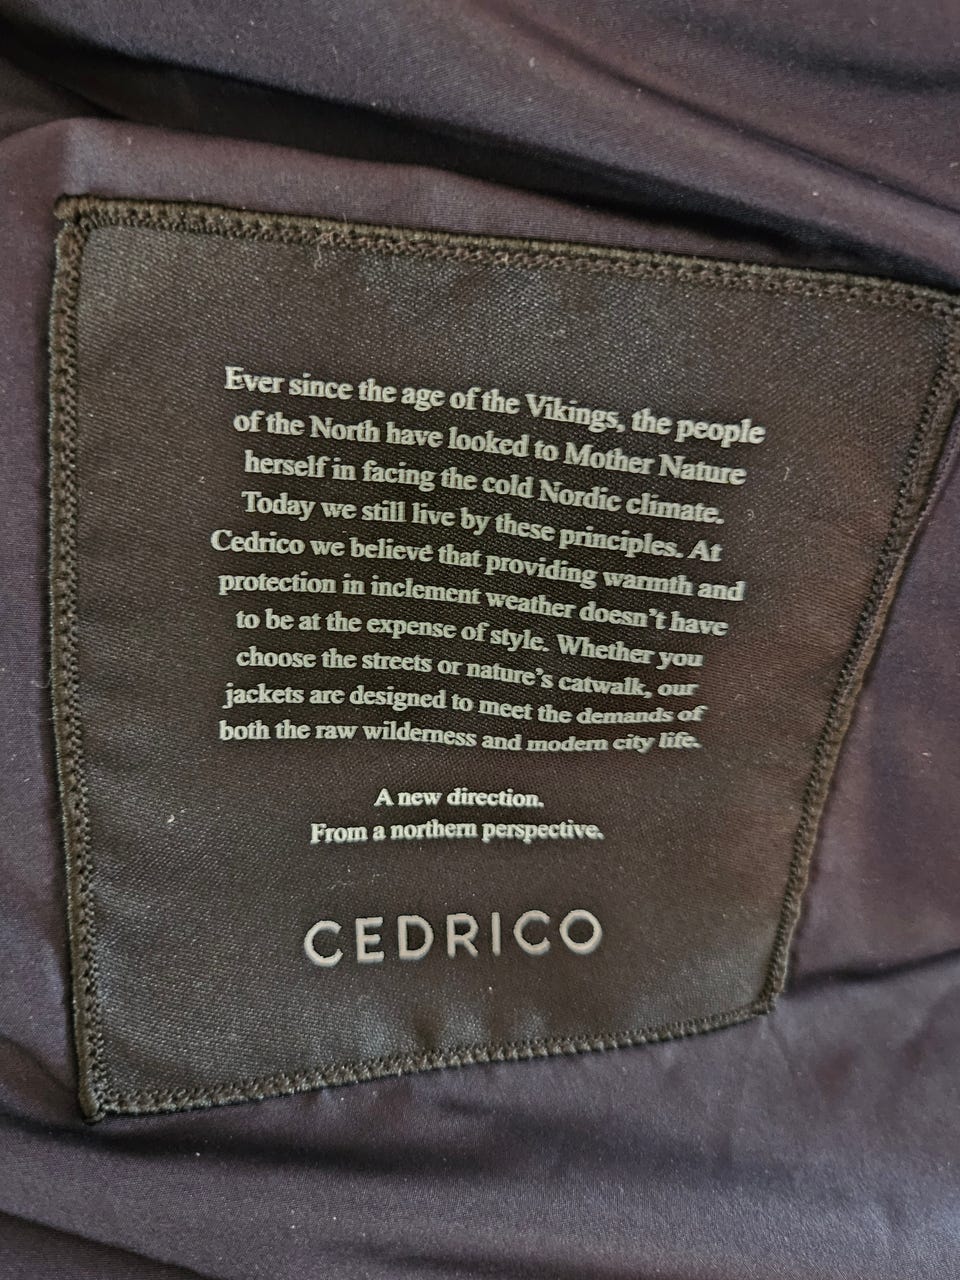 Ever since the age of the Vikings, the people
of the North have looked to Mother Nature
herself in facing the cold Nordic climate.
Today we still live by these principles. At
Cedrico we believe that providing warmth and
protection in inclement weather doesn't have
to be at the expense of style. Whether you
choose the streets or nature's catwalk, our
jackets are designed to meet the demands of
both the raw wilderness and modern city life.
A new direction.
From a northern perspective.
CEDRICO